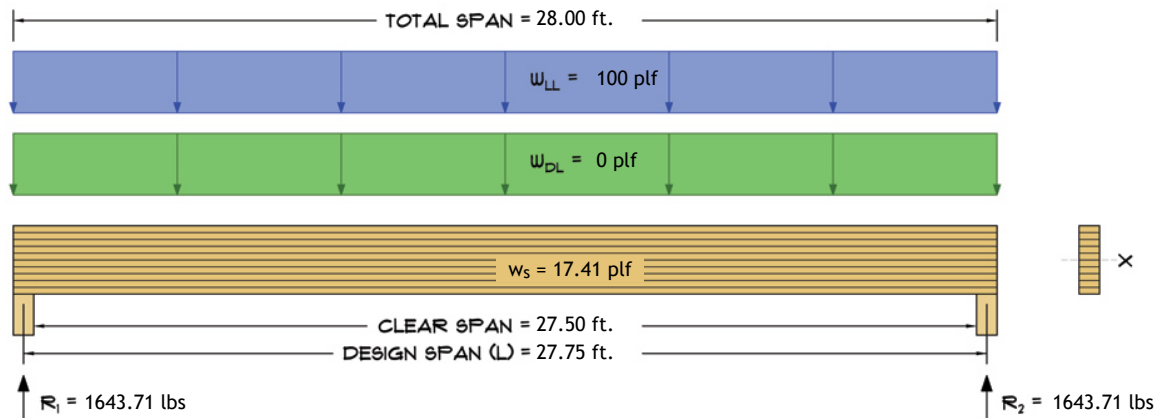 TOTAL SPAN = 28.00 ft.
W_LL = 100 plf
W_DL = 0 plf
w_s = 17.41 plf
X
CLEAR SPAN = 27.50 ft.
DESIGN SPAN (L) = 27.75 ft.
R_1 = 1643.71 lbs
R_2 = 1643.71 lbs